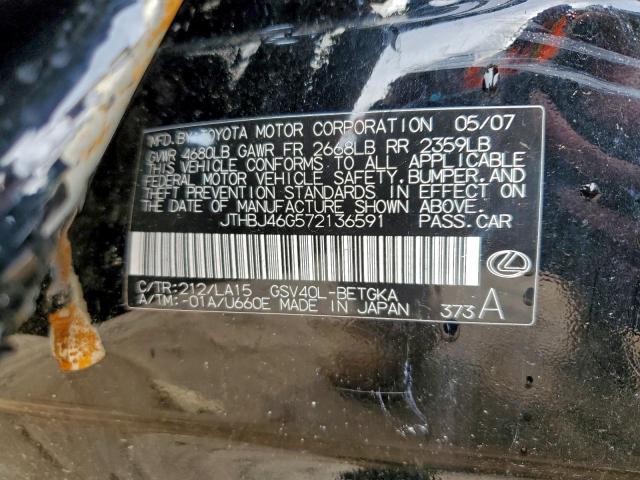 MFD. BY TOYOTA MOTOR CORPORATION 05/07
GVWR 4680LB GAWR FR 2668LB RR 2359LB
THIS VEHICLE CONFORMS TO ALL APPLICABLE
FEDERAL MOTOR VEHICLE SAFETY, BUMPER, AND
THEFT PREVENTION STANDARDS IN EFFECT ON
THE DATE OF MANUFACTURE SHOWN ABOVE.
JTHBJ46G572136591 PASS. CAR
C/TR:212/LA15 GSV40L-BETGKA
A/TM:-01A/U660E MADE IN JAPAN 373 A